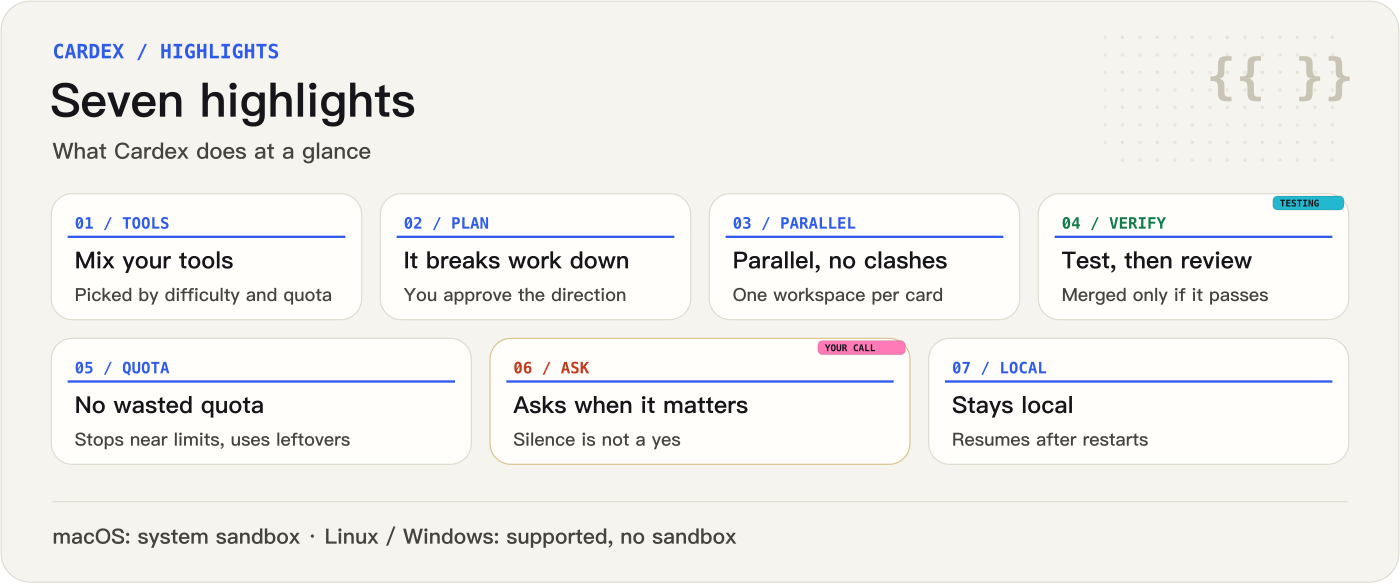 CARDEX / HIGHLIGHTS
{{ }}
Seven highlights
What Cardex does at a glance
01 / TOOLS
Mix your tools
Picked by difficulty and quota
02 / PLAN
It breaks work down
You approve the direction
03 / PARALLEL
Parallel, no clashes
One workspace per card
TESTING
04 / VERIFY
Test, then review
Merged only if it passes
05 / QUOTA
No wasted quota
Stops near limits, uses leftovers
YOUR CALL
06 / ASK
Asks when it matters
Silence is not a yes
07 / LOCAL
Stays local
Resumes after restarts
macOS: system sandbox · Linux / Windows: supported, no sandbox